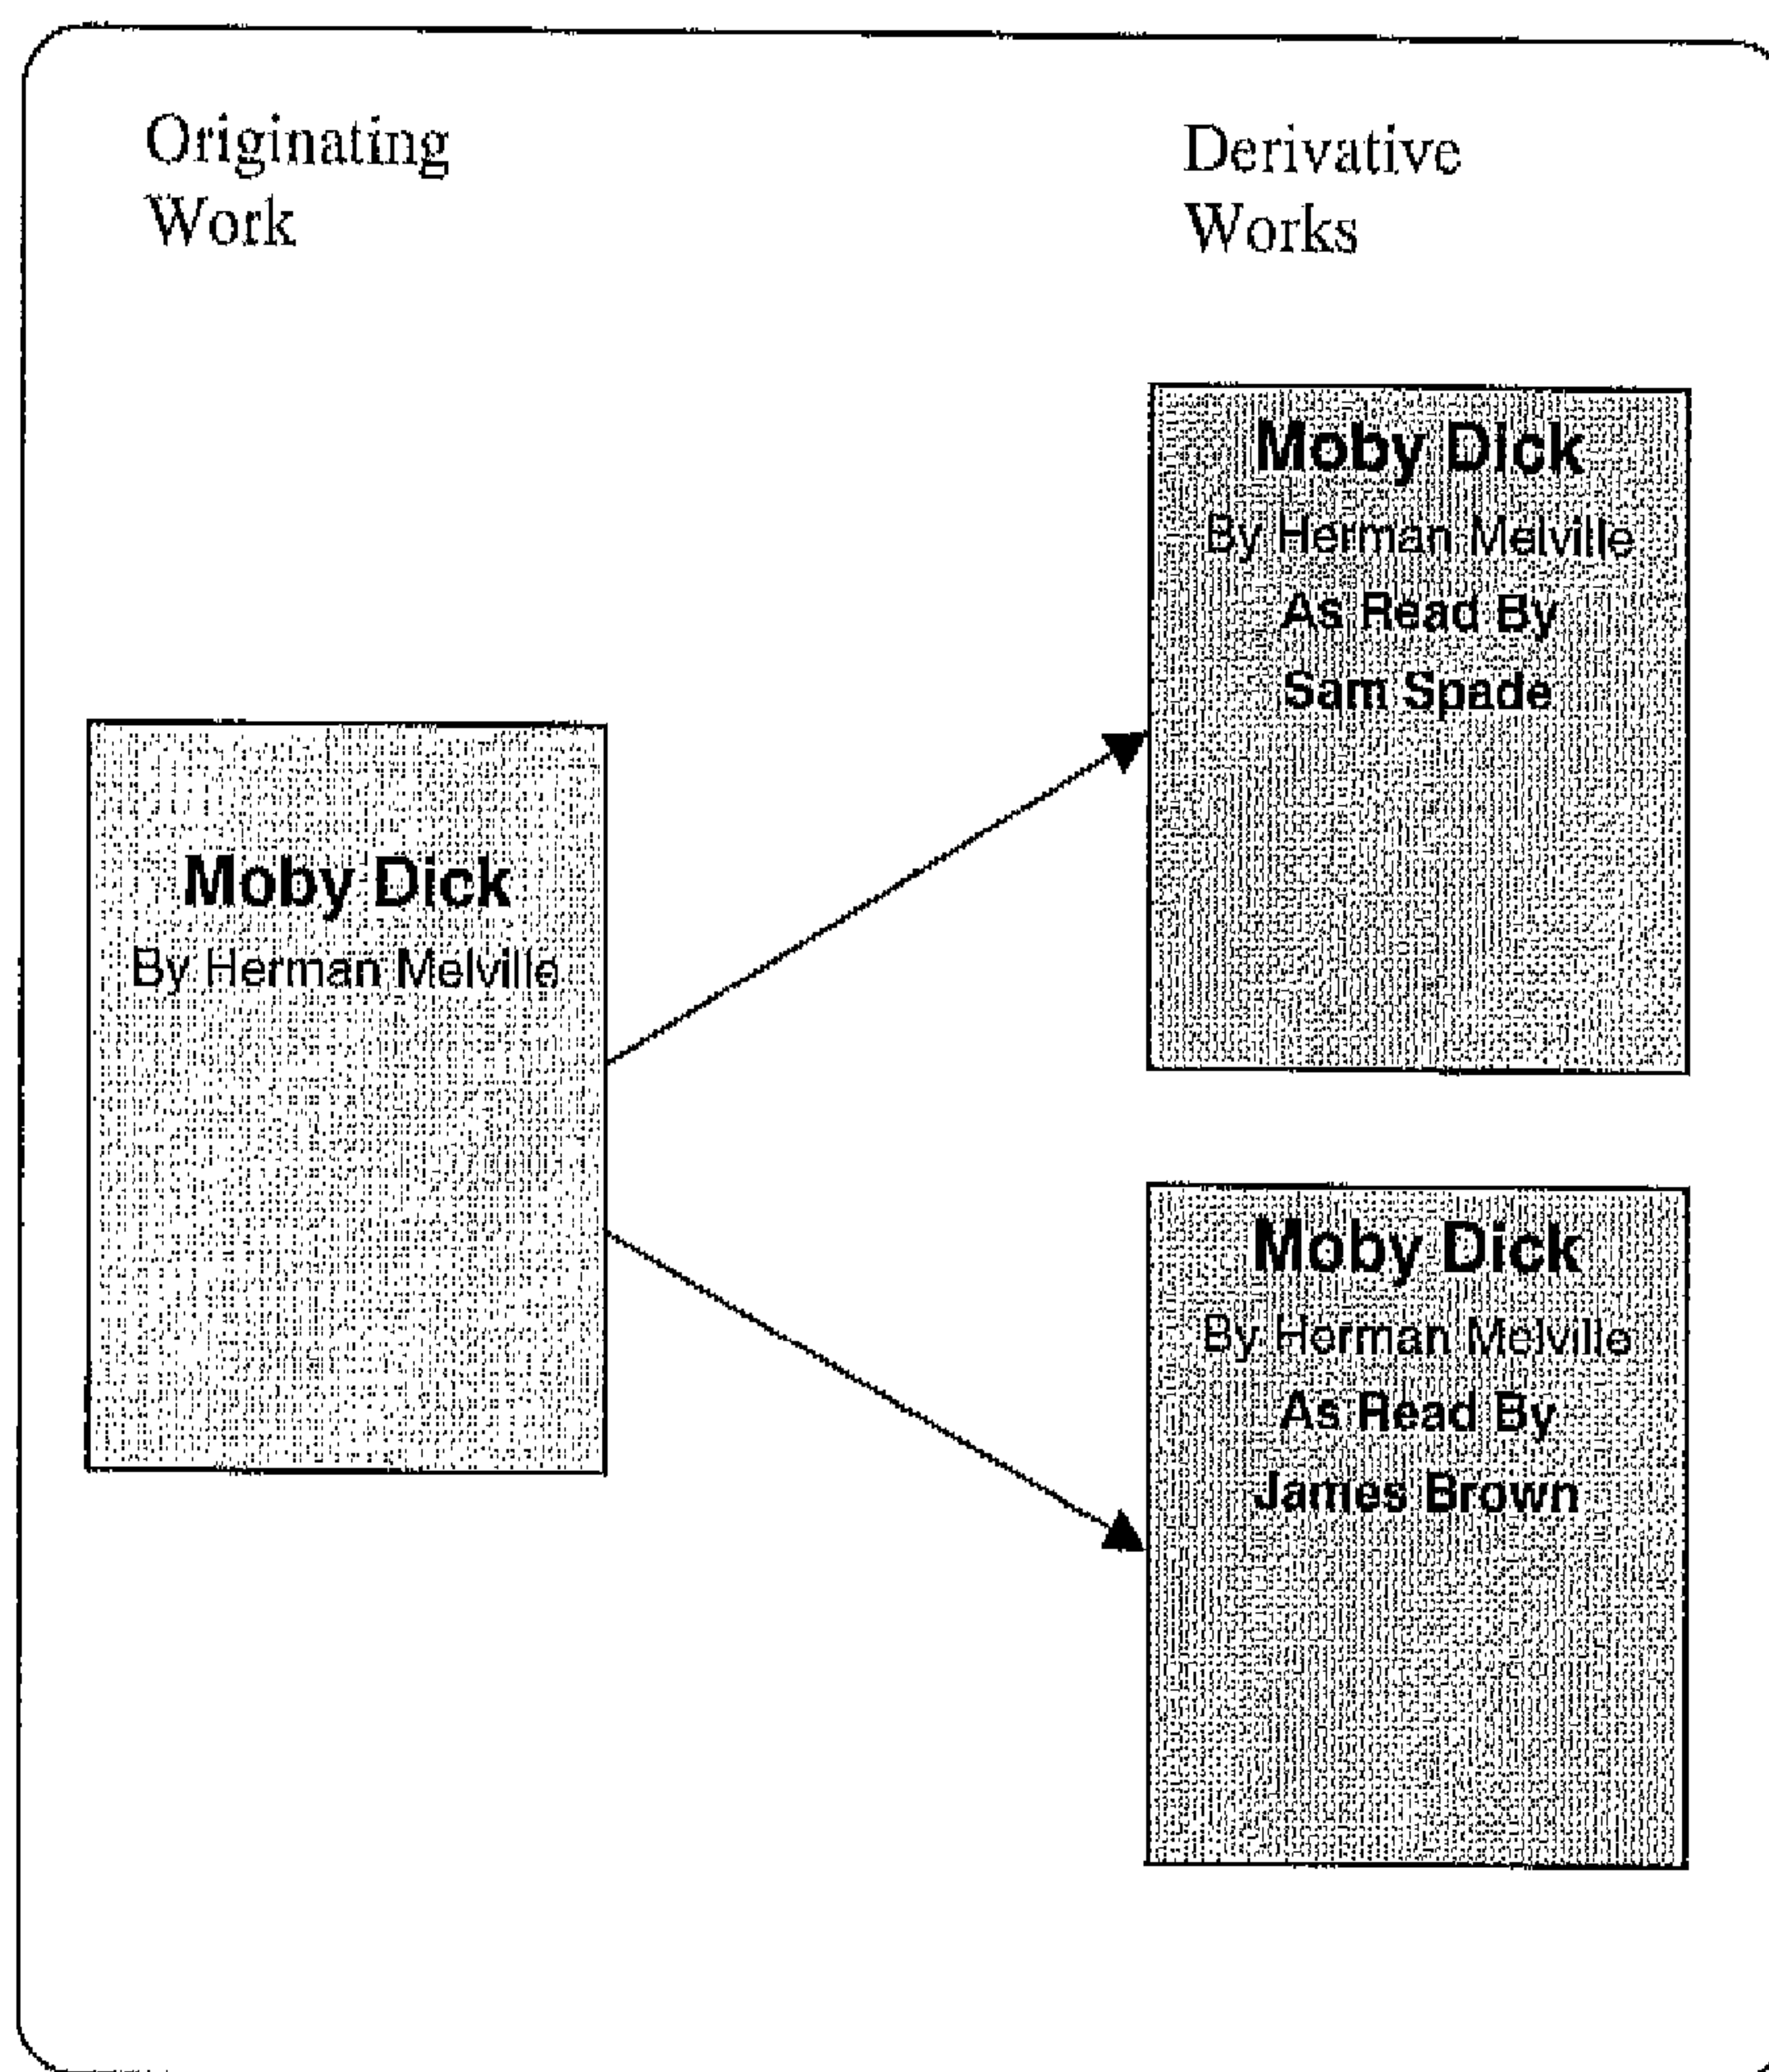 Originating
Work
Derivative
Works
Moby Dick
By Herman Melville
Moby Dick
By Herman Melville
As Read By
Sam Spade
Moby Dick
By Herman Melville
As Read By
James Brown